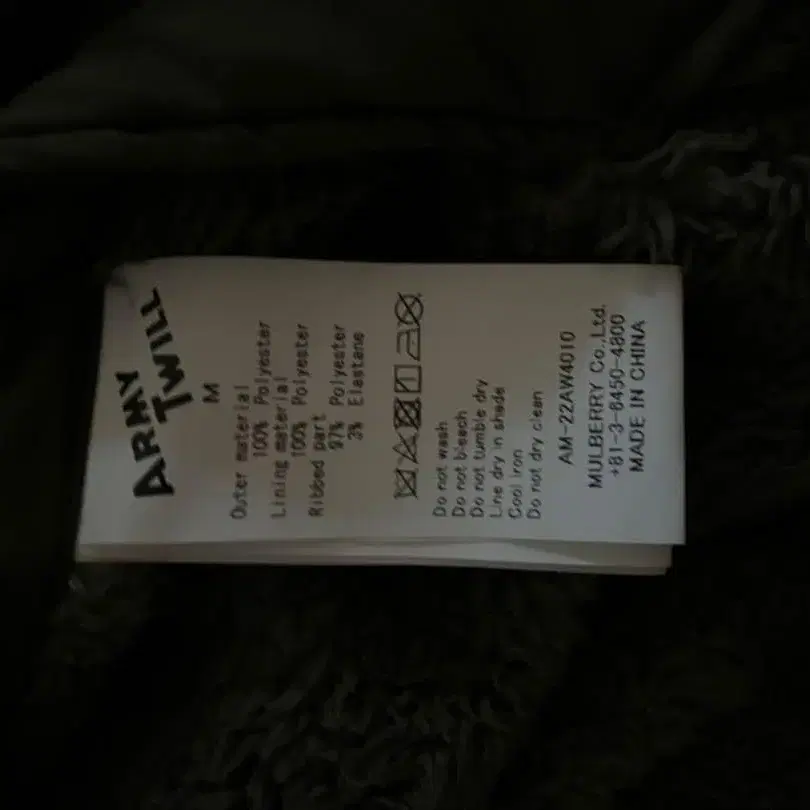 ARMY
TWILL
M
Outer material
100% Polyester
Lining material
100% Polyester
Ribbed part
97% Polyester
3% Elastane
Do not wash
Do not bleach
Do not tumble dry
Line dry in shade
Cool iron
Do not dry clean
AM-22AW4010
MULBERRY Co.,Ltd.
+81-3-6450-4800
MADE IN CHINA